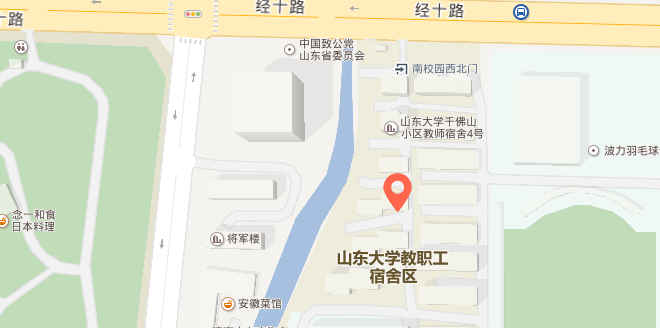 经十路
经十路
十路
中国致公党
山东省委员会
南校园西北门
山东大学千佛山
小区教师宿舍4号
波力羽毛球
念一和食
日本料理
将军楼
山东大学教职工
宿舍区
安徽菜馆